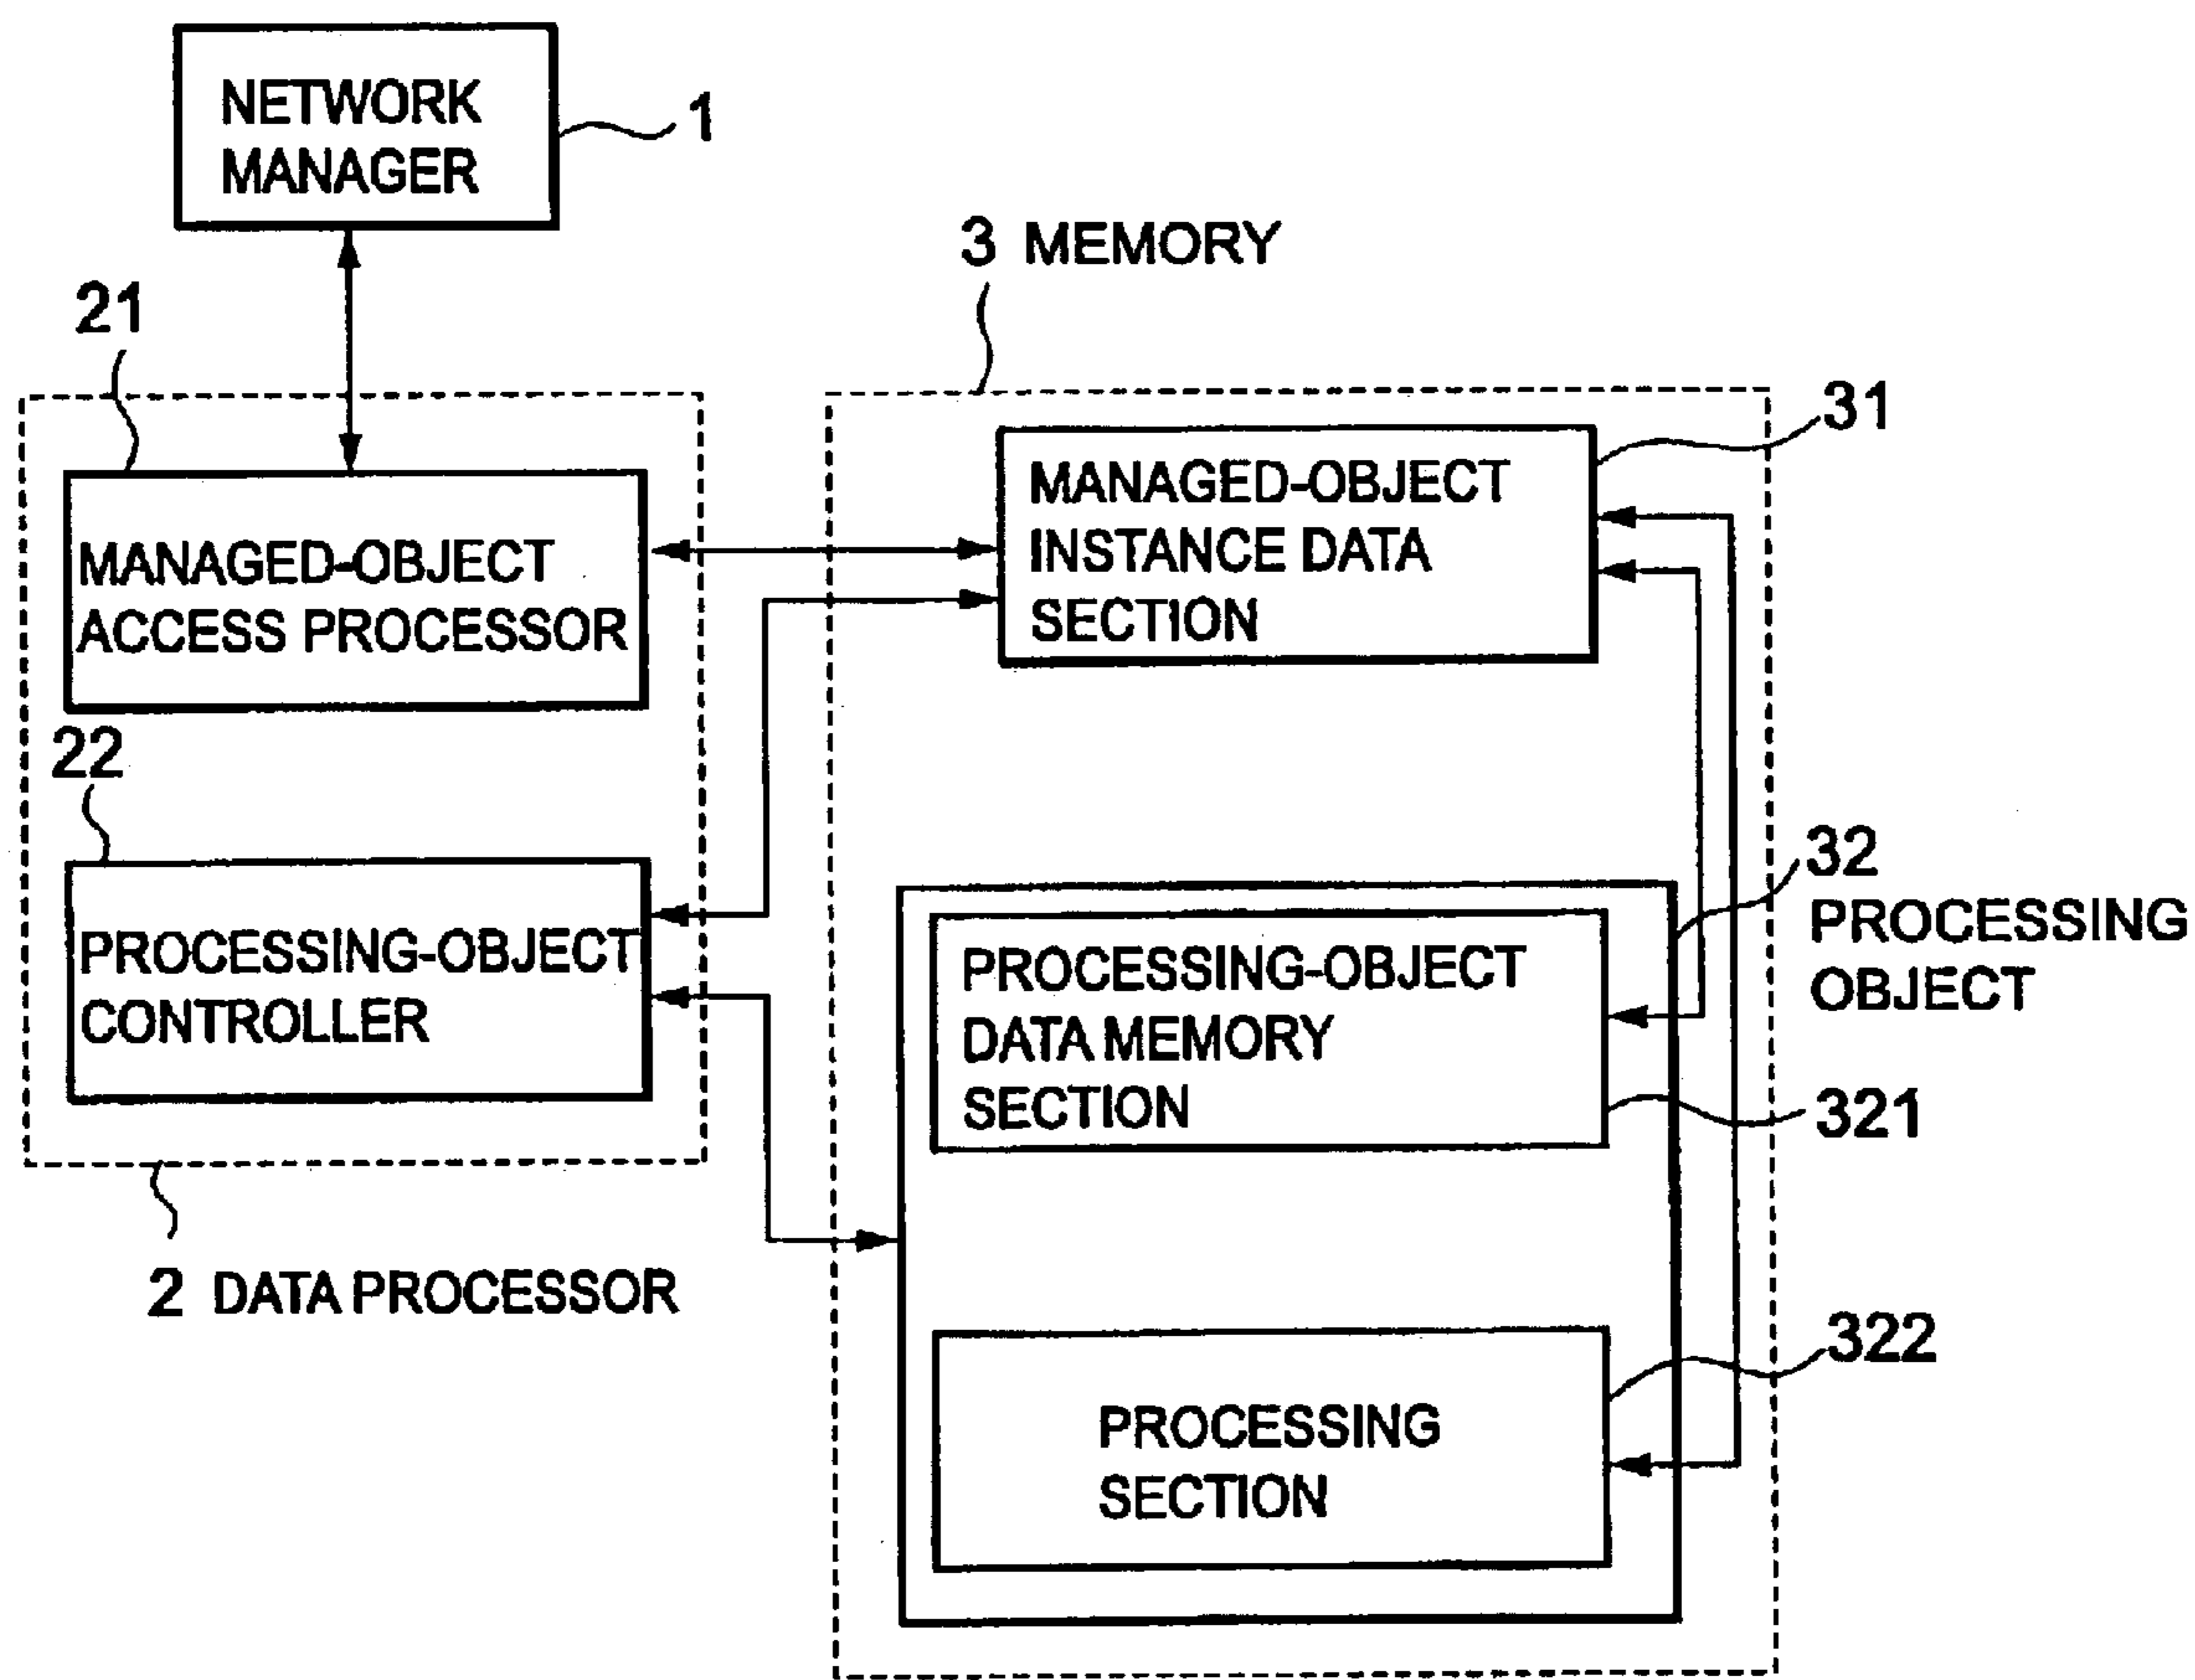 NETWORK
MANAGER
1
3 MEMORY
21
31
MANAGED-OBJECT
INSTANCE DATA
SECTION
MANAGED-OBJECT
ACCESS PROCESSOR
22
32
PROCESSING
OBJECT
PROCESSING-OBJECT
CONTROLLER
PROCESSING-OBJECT
DATA MEMORY
SECTION
321
2 DATA PROCESSOR
322
PROCESSING
SECTION